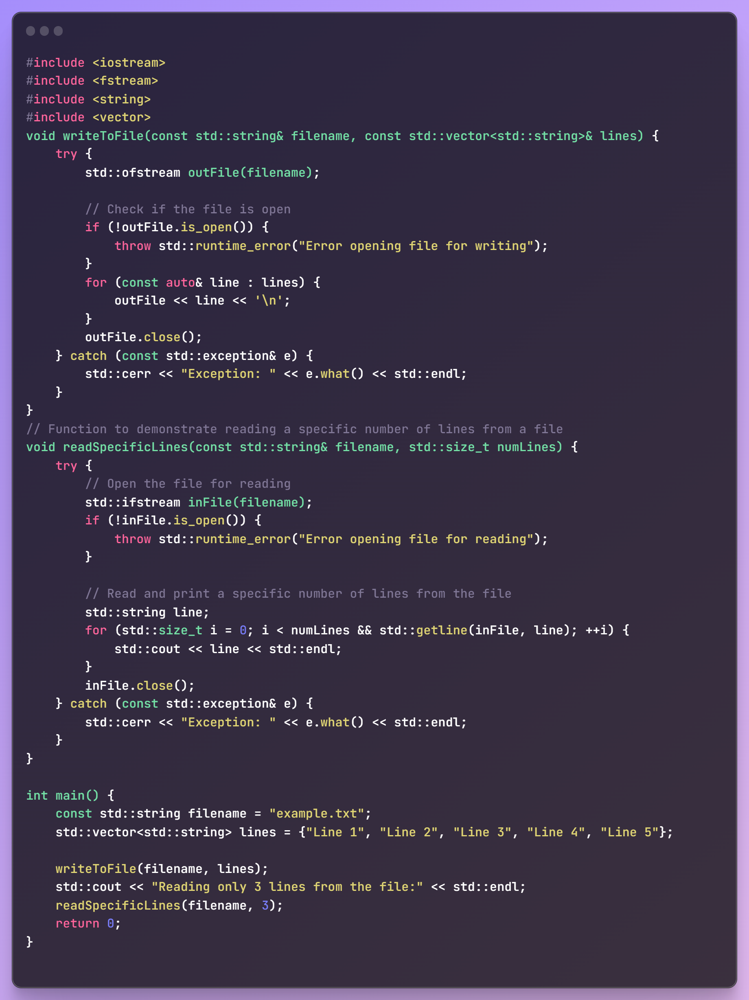 #include <iostream>
#include <fstream>
#include <string>
#include <vector>
void writeToFile(const std::string& filename, const std::vector<std::string>& lines) {
    try {
        std::ofstream outFile(filename);

        // Check if the file is open
        if (!outFile.is_open()) {
            throw std::runtime_error("Error opening file for writing");
        }
        for (const auto& line : lines) {
            outFile << line << '\n';
        }
        outFile.close();
    } catch (const std::exception& e) {
        std::cerr << "Exception: " << e.what() << std::endl;
    }
}
// Function to demonstrate reading a specific number of lines from a file
void readSpecificLines(const std::string& filename, std::size_t numLines) {
    try {
        // Open the file for reading
        std::ifstream inFile(filename);
        if (!inFile.is_open()) {
            throw std::runtime_error("Error opening file for reading");
        }

        // Read and print a specific number of lines from the file
        std::string line;
        for (std::size_t i = 0; i < numLines && std::getline(inFile, line); ++i) {
            std::cout << line << std::endl;
        }
        inFile.close();
    } catch (const std::exception& e) {
        std::cerr << "Exception: " << e.what() << std::endl;
    }
}

int main() {
    const std::string filename = "example.txt";
    std::vector<std::string> lines = {"Line 1", "Line 2", "Line 3", "Line 4", "Line 5"};

    writeToFile(filename, lines);
    std::cout << "Reading only 3 lines from the file:" << std::endl;
    readSpecificLines(filename, 3);
    return 0;
}